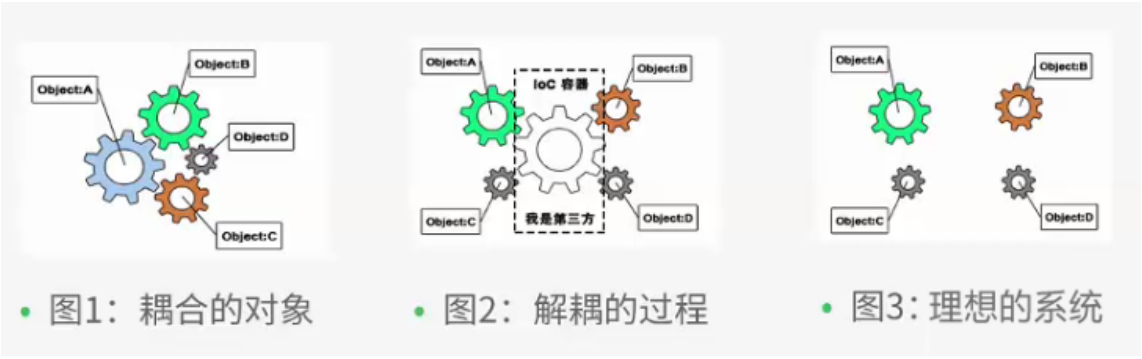 Object:B
Object:A
Object:D
Object:C
图1：耦合的对象
Object:A
Object:B
IoC 容器
我是第三方
Object:C
Object:D
图2：解耦的过程
Object:A
Object:B
Object:C
Object:D
图3：理想的系统